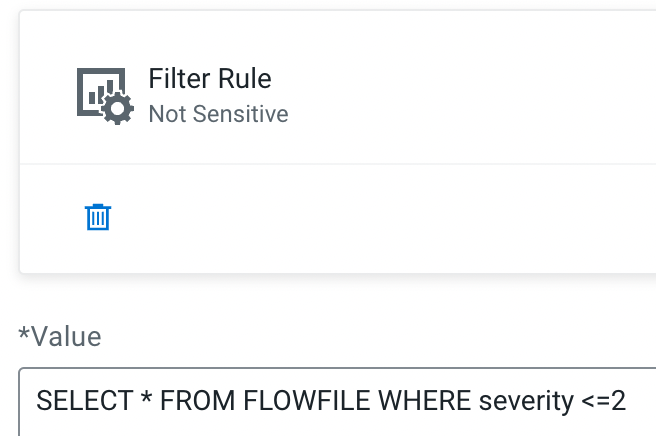 Filter Rule
Not Sensitive
*Value
SELECT * FROM FLOWFILE WHERE severity <=2